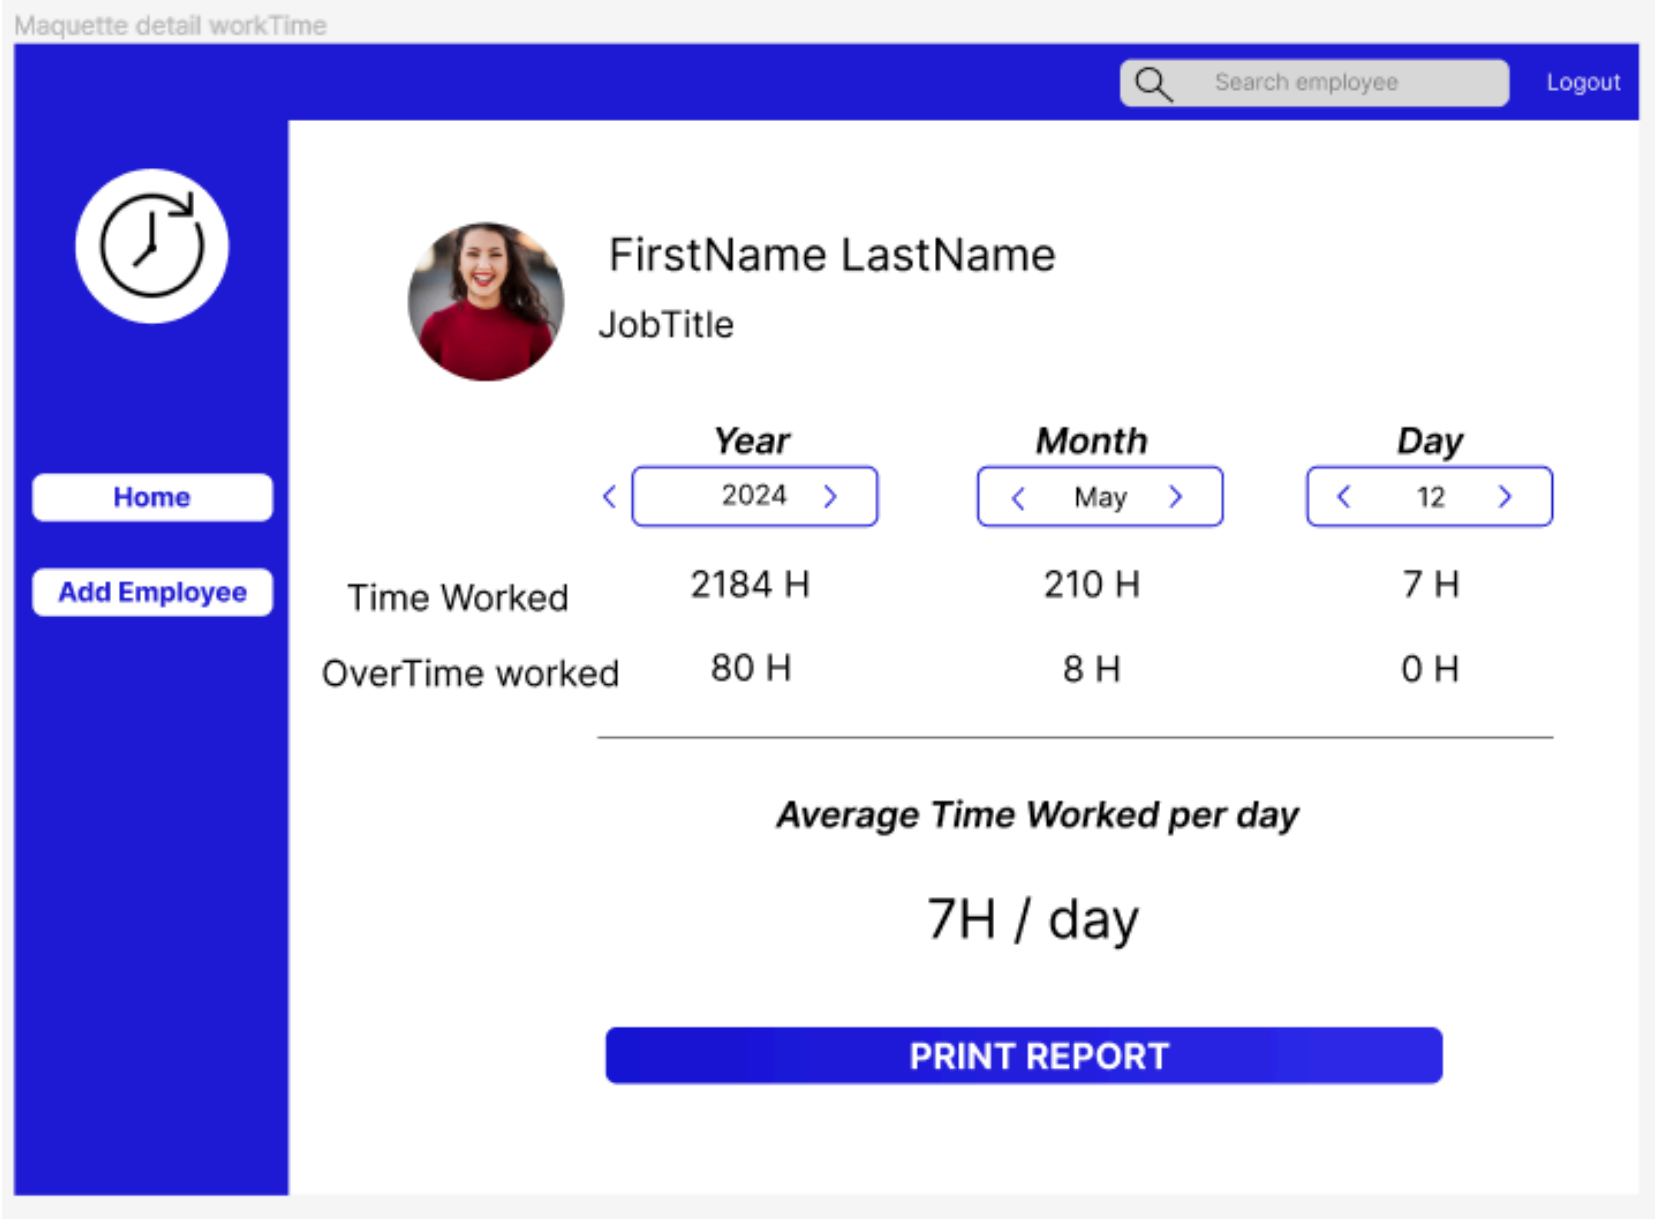 Maquette detail workTime
Search employee Logout
FirstName LastName
JobTitle
Year Month Day
Home < 2024 > < May > < 12 >
Add Employee
Time Worked 2184 H 210 H 7 H
OverTime worked 80 H 8 H 0 H
Average Time Worked per day
7H / day
PRINT REPORT